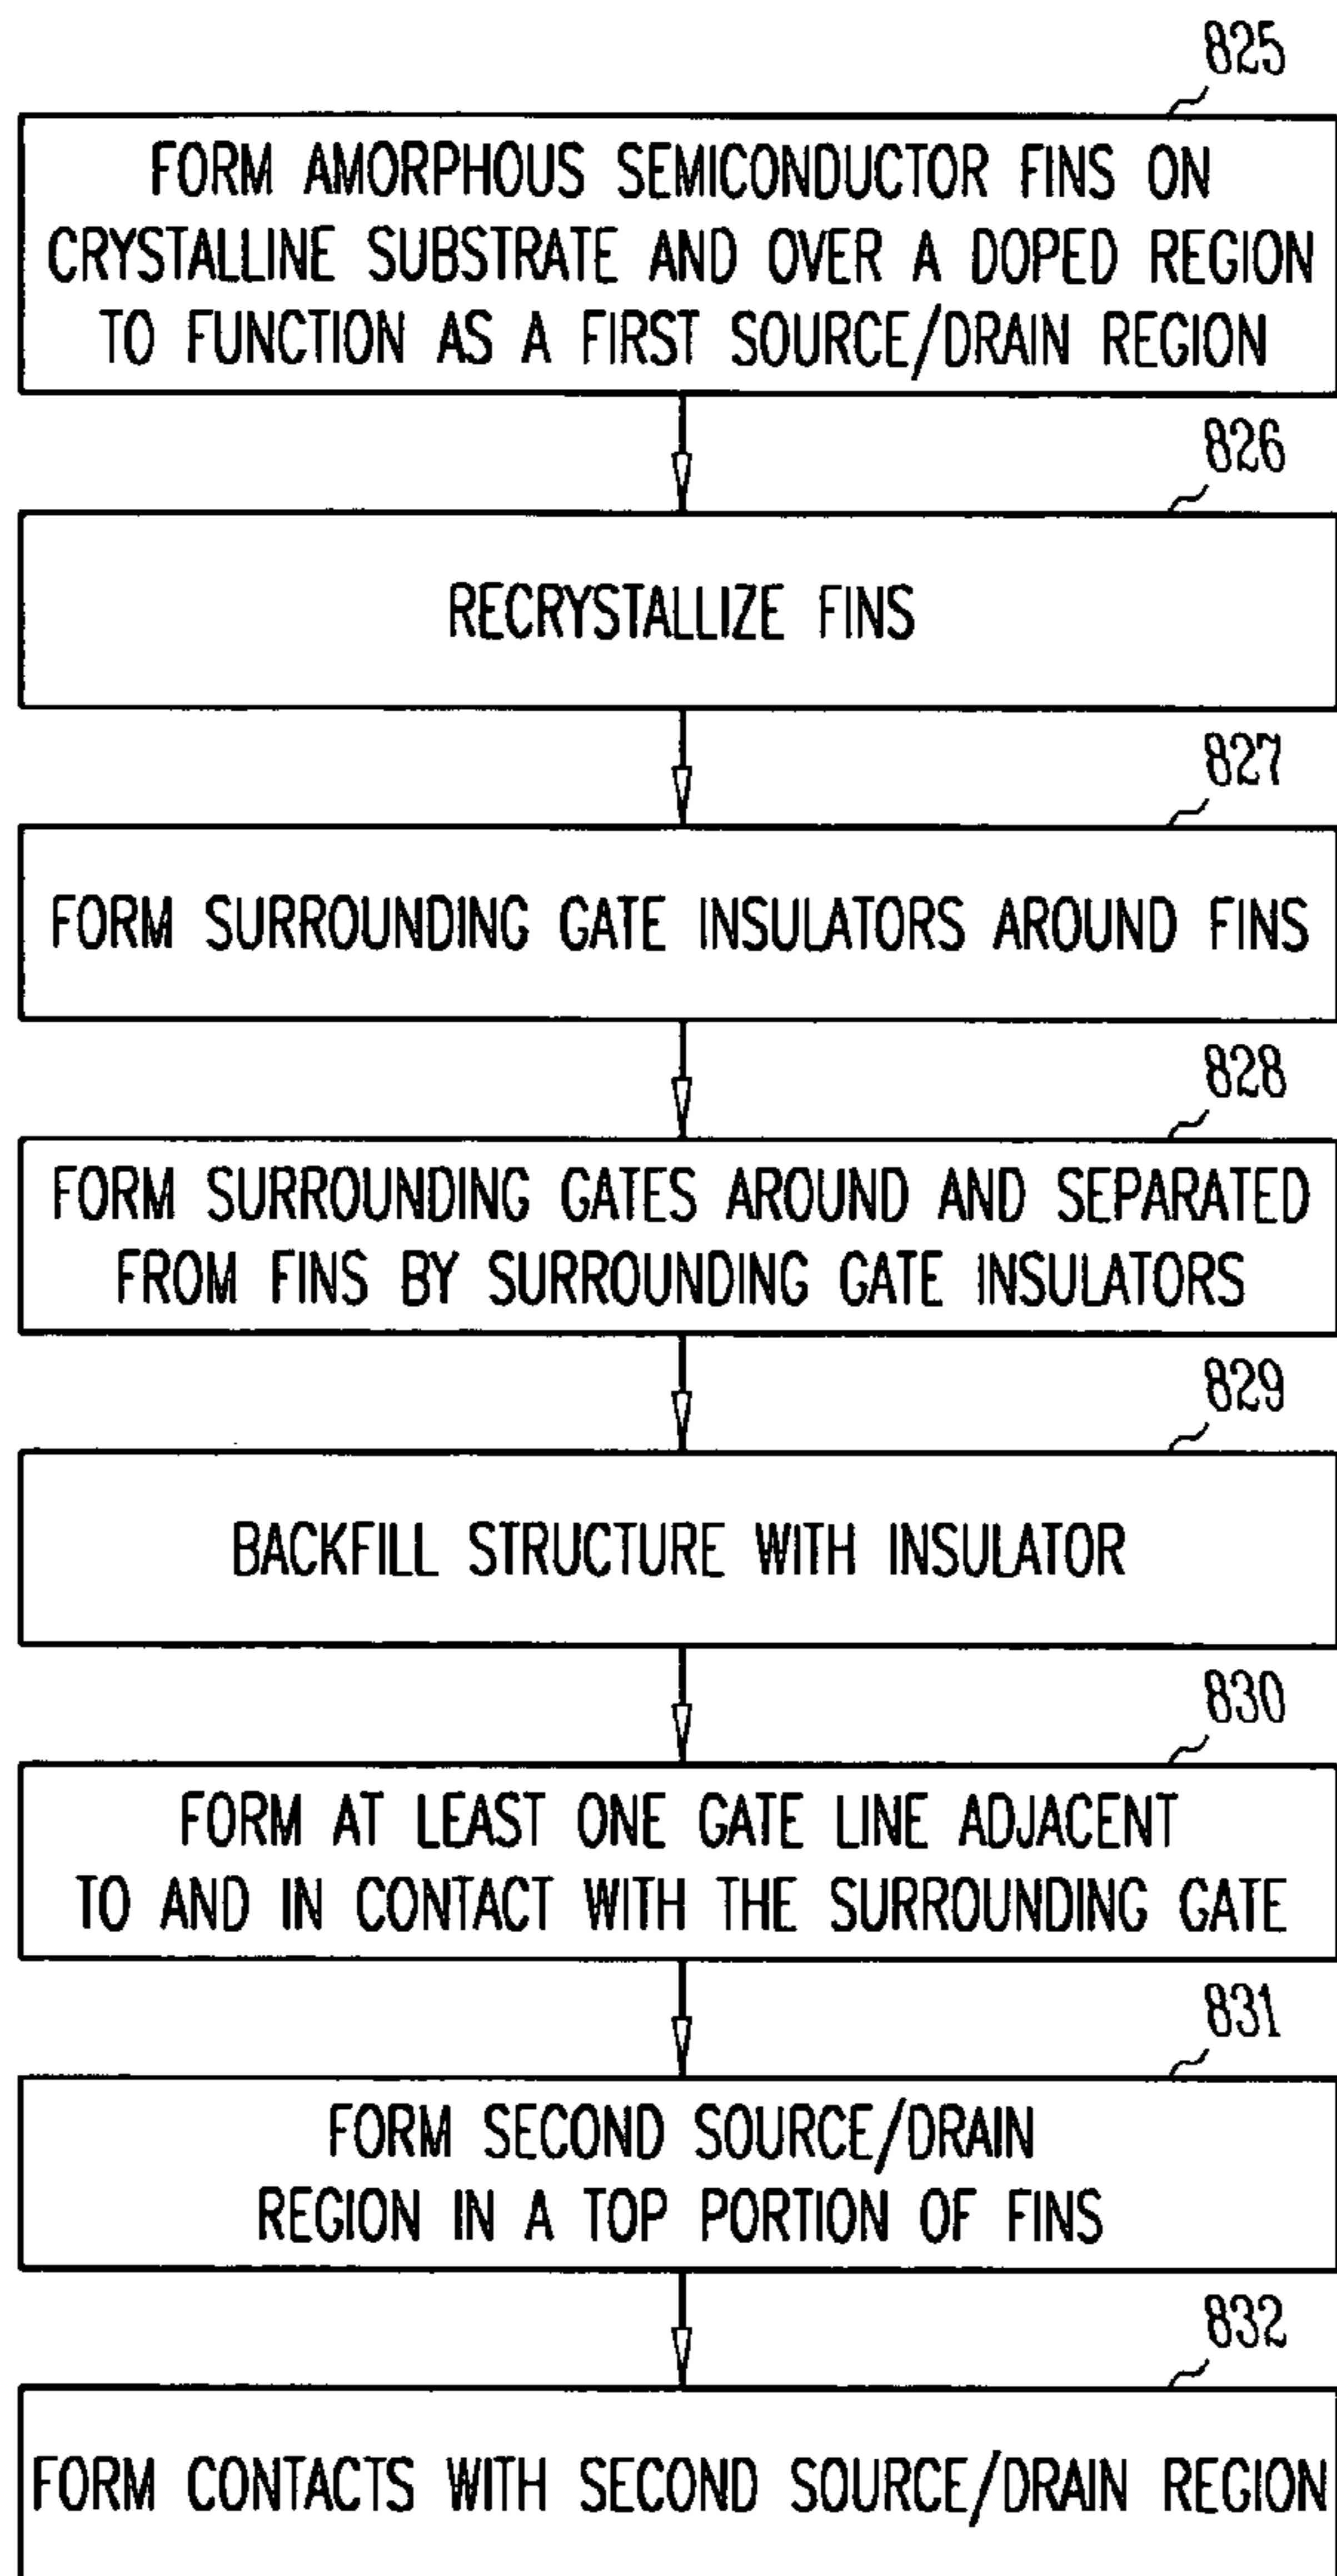 825
FORM AMORPHOUS SEMICONDUCTOR FINS ON
CRYSTALLINE SUBSTRATE AND OVER A DOPED REGION
TO FUNCTION AS A FIRST SOURCE/DRAIN REGION
826
RECRYSTALLIZE FINS
827
FORM SURROUNDING GATE INSULATORS AROUND FINS
828
FORM SURROUNDING GATES AROUND AND SEPARATED
FROM FINS BY SURROUNDING GATE INSULATORS
829
BACKFILL STRUCTURE WITH INSULATOR
830
FORM AT LEAST ONE GATE LINE ADJACENT
TO AND IN CONTACT WITH THE SURROUNDING GATE
831
FORM SECOND SOURCE/DRAIN
REGION IN A TOP PORTION OF FINS
832
FORM CONTACTS WITH SECOND SOURCE/DRAIN REGION